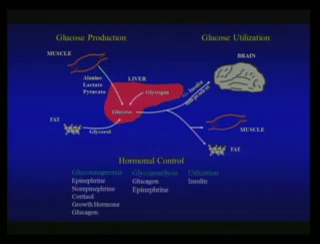 Glucose Production
Glucose Utilization
MUSCLE
BRAIN
Alanine
Lactate
Pyruvate
LIVER
Glycogen
Glucose
+/- Insulin
independent
FAT
Glycerol
MUSCLE
FAT
Hormonal Control
Gluconeogenesis
Epinephrine
Norepinephrine
Cortisol
Growth Hormone
Glucagon
Glycogenolysis
Glucagon
Epinephrine
Utilization
Insulin